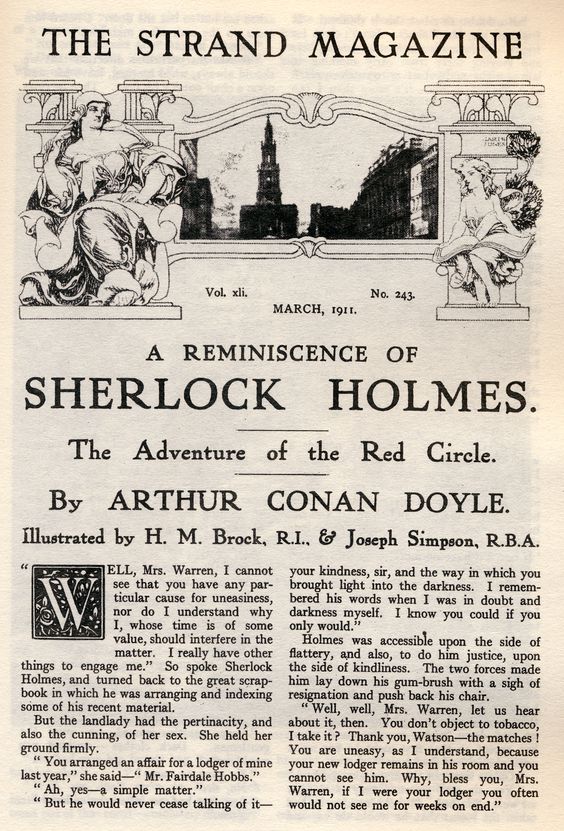 THE STRAND MAGAZINE
Vol. xli.
No. 243.
MARCH, 1911.
A REMINISCENCE OF
SHERLOCK HOLMES.
The Adventure of the Red Circle.
By ARTHUR CONAN DOYLE.
Illustrated by H. M. Brock, R.I., & Joseph Simpson, R.B.A.
“WELL, Mrs. Warren, I cannot
see that you have any par-
ticular cause for uneasiness,
nor do I understand why
I, whose time is of some
value, should interfere in the
matter. I really have other
things to engage me.” So spoke Sherlock
Holmes, and turned back to the great scrap-
book in which he was arranging and indexing
some of his recent material.
But the landlady had the pertinacity, and
also the cunning, of her sex. She held her
ground firmly.
“You arranged an affair for a lodger of mine
last year,” she said—“Mr. Fairdale Hobbs.”
“Ah, yes—a simple matter.”
“But he would never cease talking of it—
your kindness, sir, and the way in which you
brought light into the darkness. I remem-
bered his words when I was in doubt and
darkness myself. I know you could if you
only would.”
Holmes was accessible upon the side of
flattery, and also, to do him justice, upon
the side of kindliness. The two forces made
him lay down his gum-brush with a sigh of
resignation and push back his chair.
“Well, well, Mrs. Warren, let us hear
about it, then. You don't object to tobacco,
I take it? Thank you, Watson—the matches!
You are uneasy, as I understand, because
your new lodger remains in his room and you
cannot see him. Why, bless you, Mrs.
Warren, if I were your lodger you often
would not see me for weeks on end.”